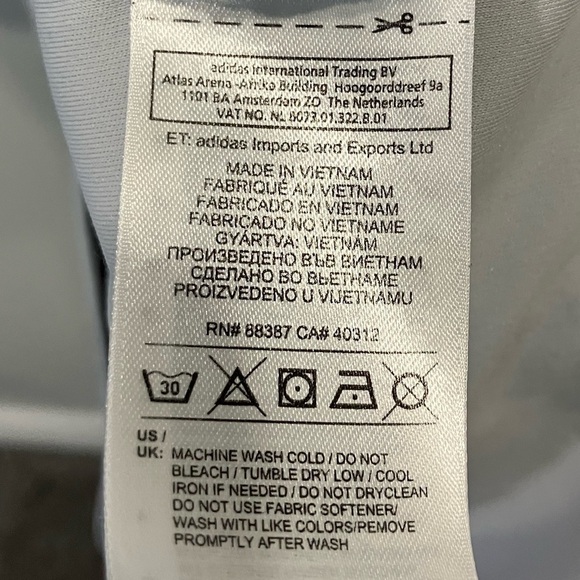 adidas International Trading BV
Atlas Arena - Afrika Building Hoogoorddreef 9a
1101 BA Amsterdam ZO The Netherlands
VAT NO. NL 8073.01.322.B.01
ET: adidas Imports and Exports Ltd
MADE IN VIETNAM
FABRIQUÉ AU VIETNAM
FABRICADO EN VIETNAM
FABRICADO NO VIETNAME
GYÁRTVA: VIETNÁM
ПРОИЗВЕДЕНО ВЪВ ВИЕТНАМ
СДЕЛАНО ВО ВЬЕТНАМЕ
PROIZVEDENO U VIJETNAMU
RN# 88387 CA# 40312
30
US /
UK: MACHINE WASH COLD / DO NOT
BLEACH / TUMBLE DRY LOW / COOL
IRON IF NEEDED / DO NOT DRYCLEAN
DO NOT USE FABRIC SOFTENER/
WASH WITH LIKE COLORS/REMOVE
PROMPTLY AFTER WASH